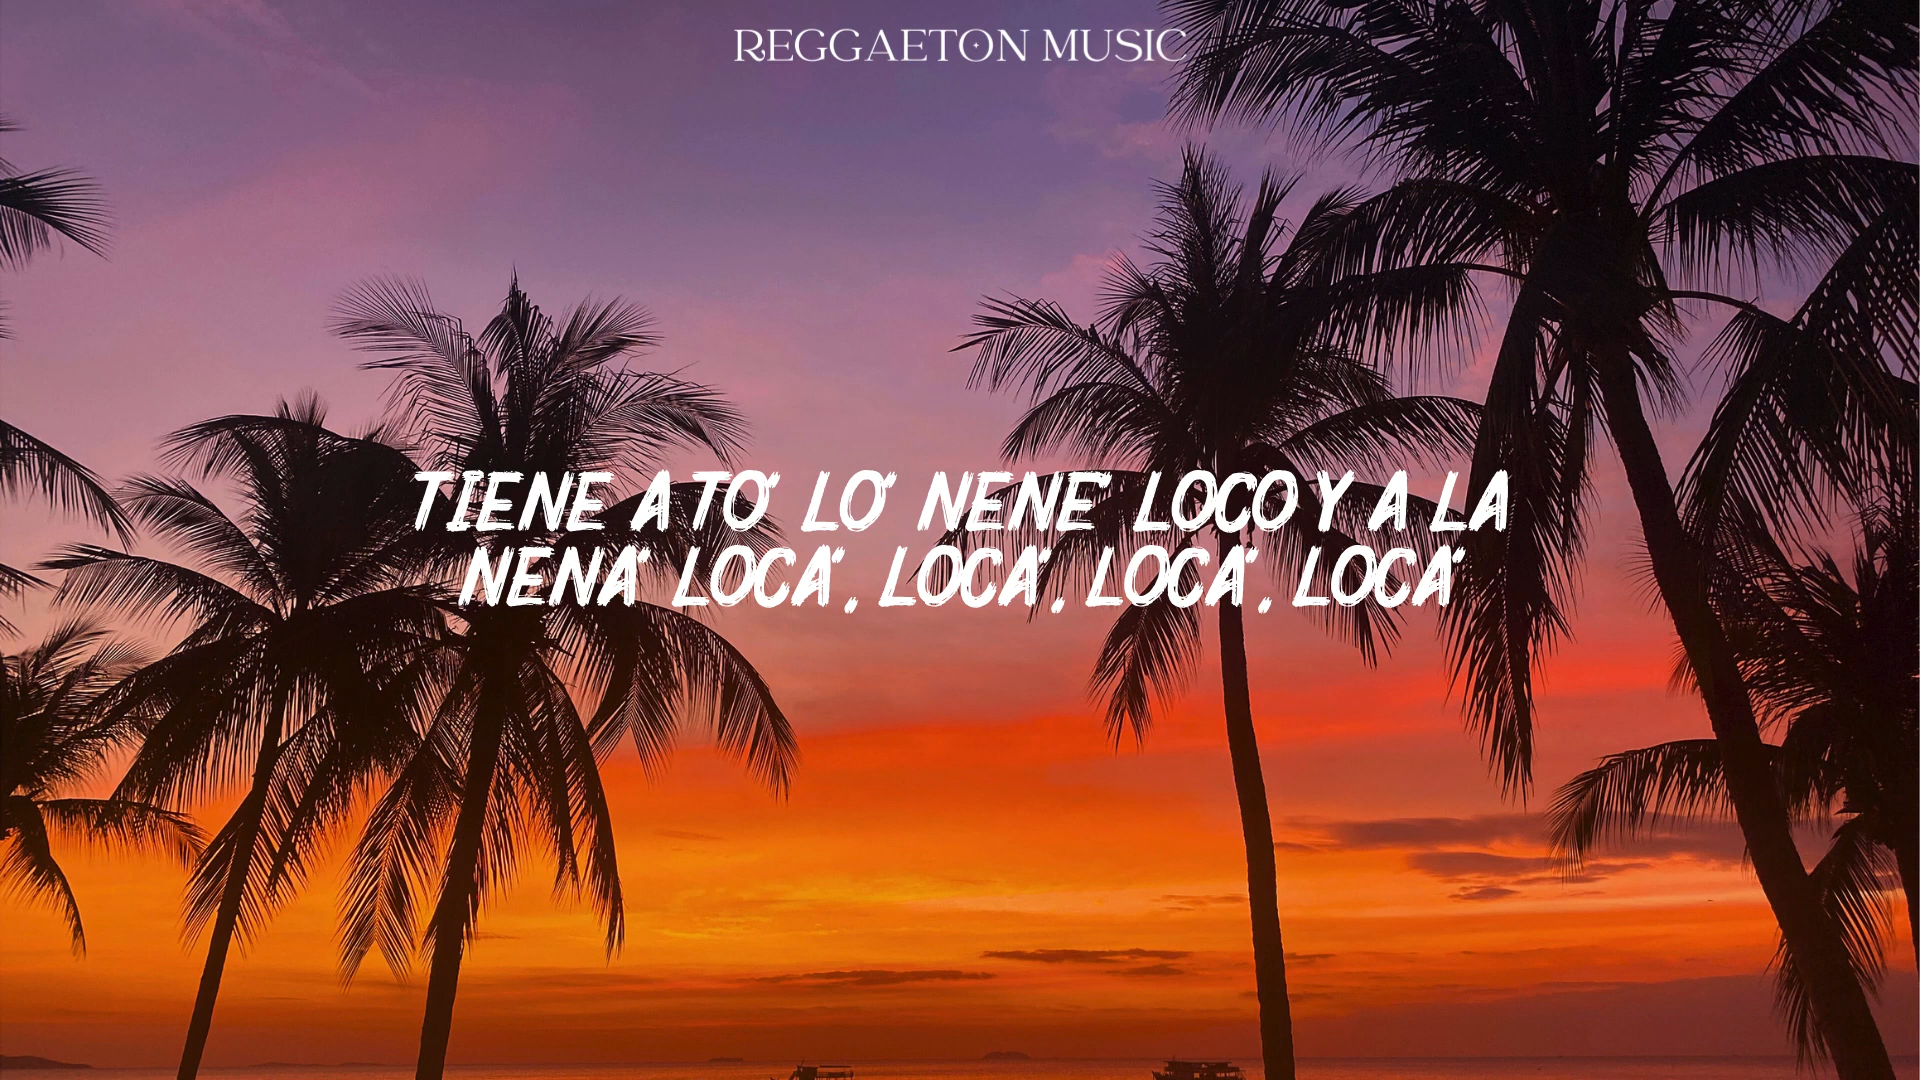 REGGAETON MUSIC
TIENE A TO' LO' NENE' LOCO Y A LA
NENA' LOCA', LOCA', LOCA', LOCA'